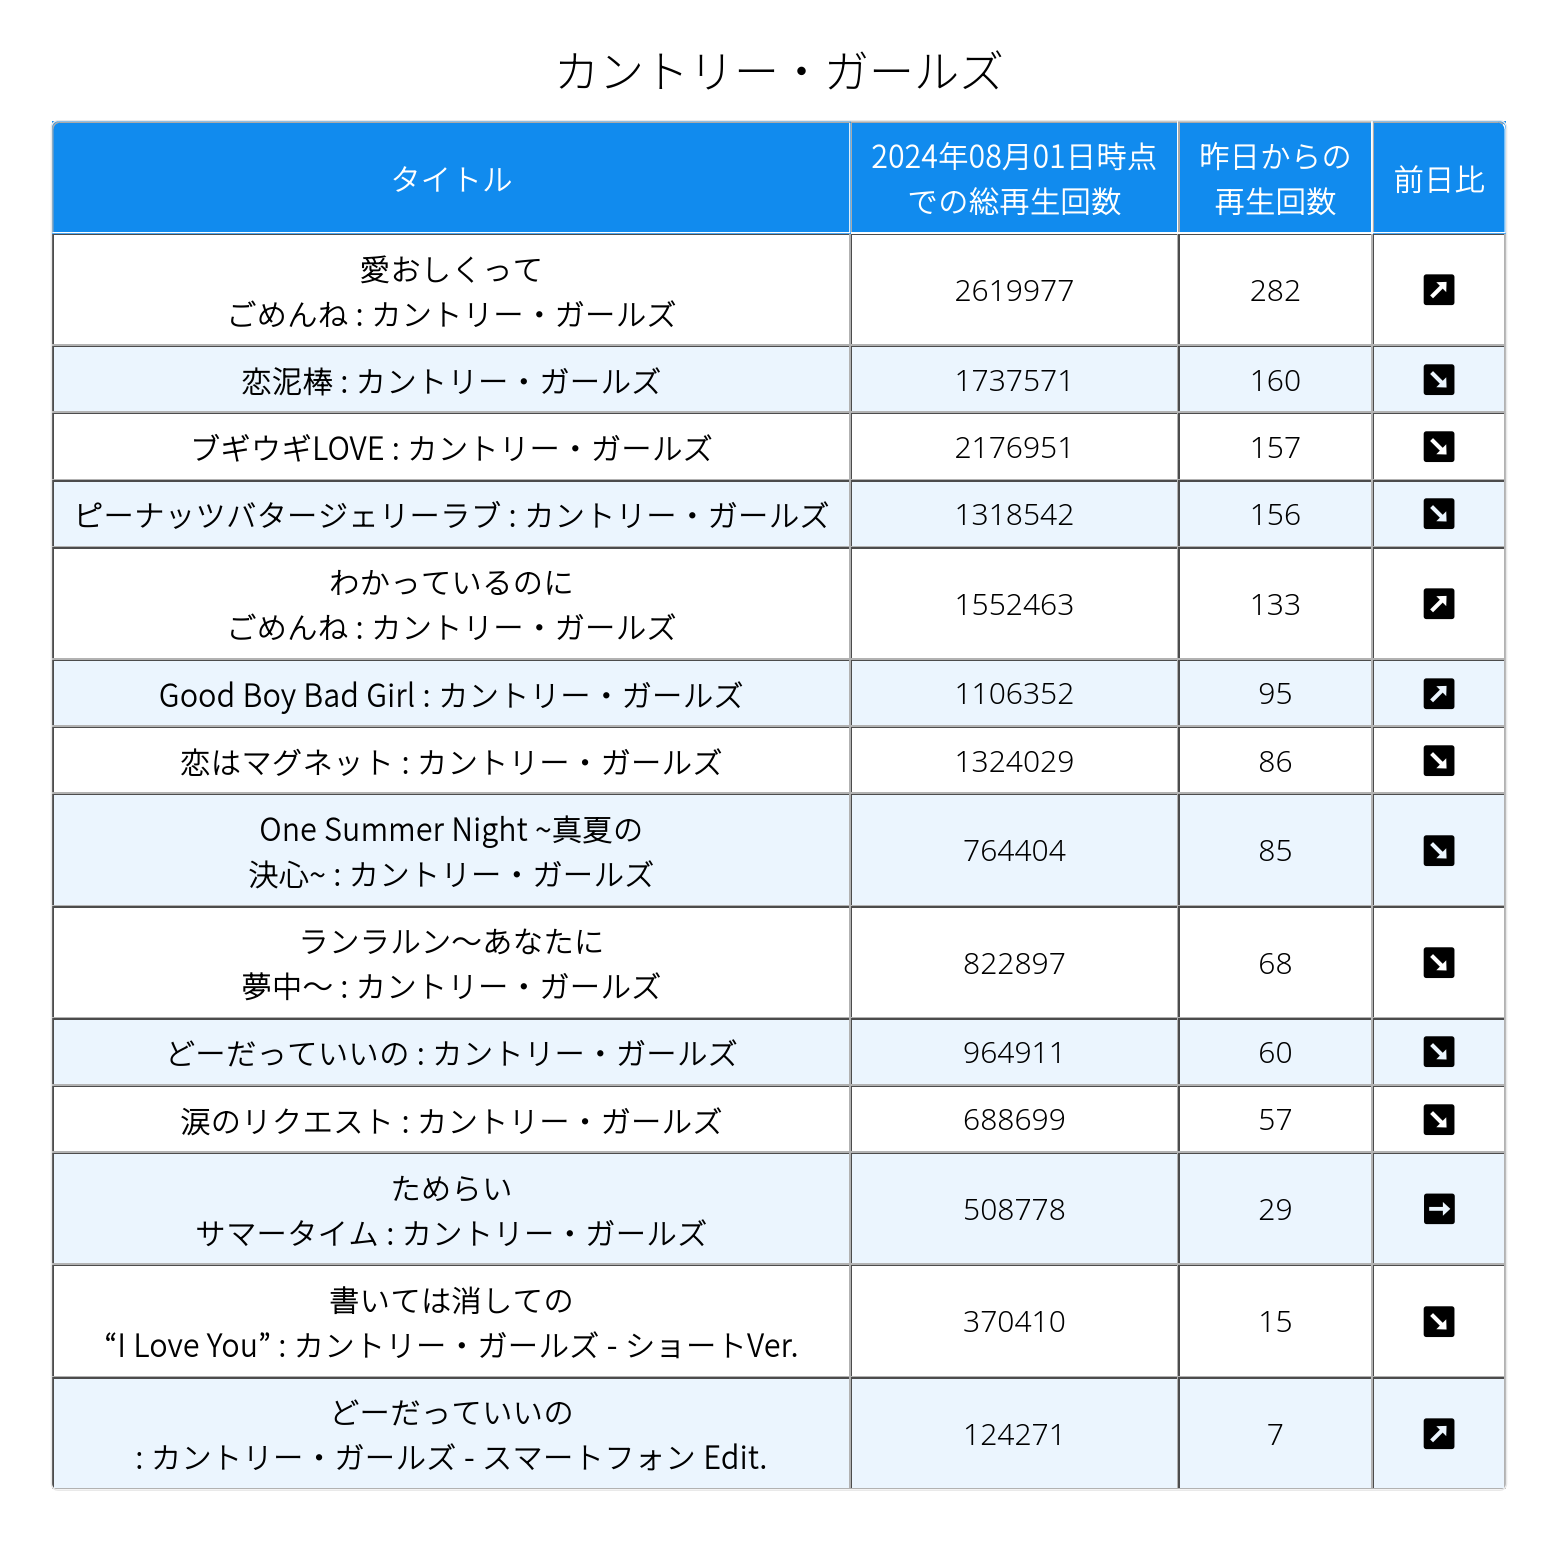 カントリー・ガールズ
タイトル
2024年08月01日時点
での総再生回数
昨日からの
再生回数
前日比
愛おしくって
ごめんね : カントリー・ガールズ
2619977
282
恋泥棒 : カントリー・ガールズ
1737571
160
ブギウギLOVE : カントリー・ガールズ
2176951
157
ピーナッツバタージェリーラブ : カントリー・ガールズ
1318542
156
わかっているのに
ごめんね : カントリー・ガールズ
1552463
133
Good Boy Bad Girl : カントリー・ガールズ
1106352
95
恋はマグネット : カントリー・ガールズ
1324029
86
One Summer Night ~真夏の
決心~ : カントリー・ガールズ
764404
85
ランラルン〜あなたに
夢中〜 : カントリー・ガールズ
822897
68
どーだっていいの : カントリー・ガールズ
964911
60
涙のリクエスト : カントリー・ガールズ
688699
57
ためらい
サマータイム : カントリー・ガールズ
508778
29
書いては消しての
“I Love You” : カントリー・ガールズ - ショートVer.
370410
15
どーだっていいの
: カントリー・ガールズ - スマートフォン Edit.
124271
7